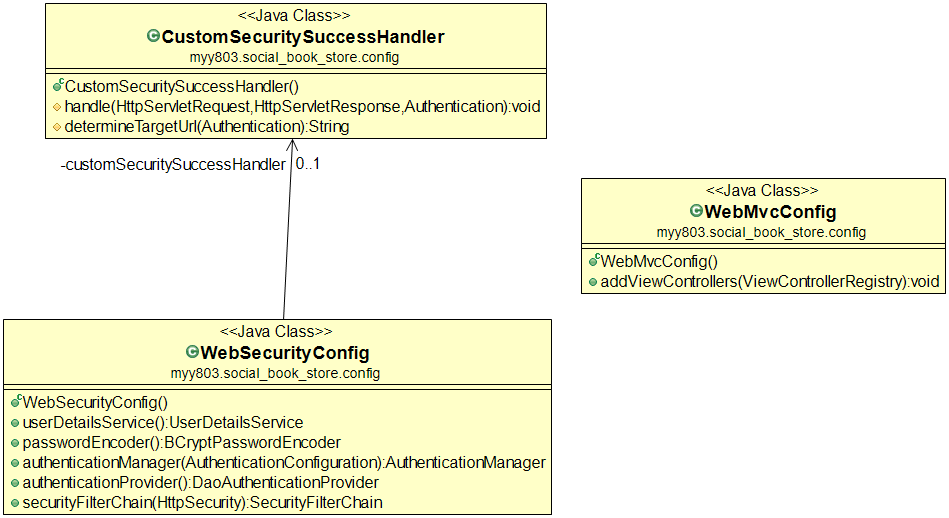 <<Java Class>>
CustomSecuritySuccessHandler
myy803.social_book_store.config
CustomSecuritySuccessHandler()
handle(HttpServletRequest,HttpServletResponse,Authentication):void
determineTargetUrl(Authentication):String
-customSecuritySuccessHandler 0..1
<<Java Class>>
WebMvcConfig
myy803.social_book_store.config
WebMvcConfig()
addViewControllers(ViewControllerRegistry):void
<<Java Class>>
WebSecurityConfig
myy803.social_book_store.config
WebSecurityConfig()
userDetailsService():UserDetailsService
passwordEncoder():BCryptPasswordEncoder
authenticationManager(AuthenticationConfiguration):AuthenticationManager
authenticationProvider():DaoAuthenticationProvider
securityFilterChain(HttpSecurity):SecurityFilterChain